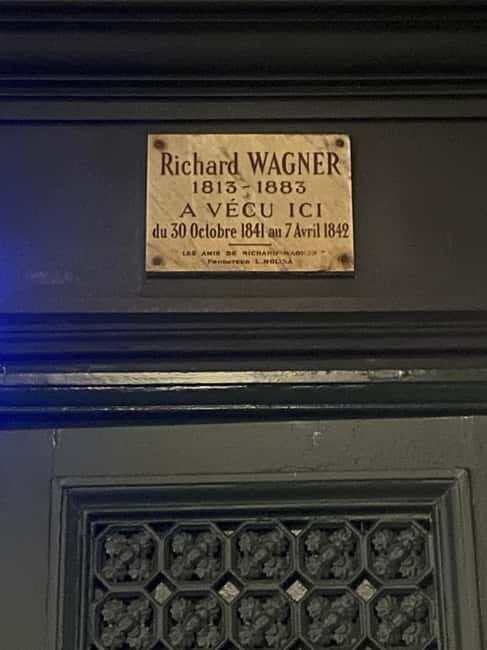 Richard WAGNER
1813-1883
A VÉCU ICI
du 30 Octobre 1841 au 7 Avril 1842
LES AMIS DE RICHARD WAGNER
FONDATEUR L.